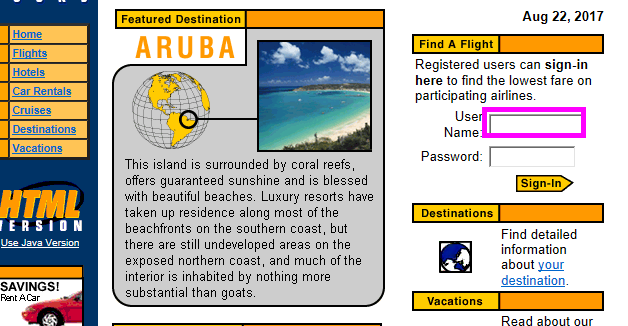 Home
Flights
Hotels
Car Rentals
Cruises
Destinations
Vacations
HTML
VERSION
Use Java Version
SAVINGS!
Rent A Car
Featured Destination
ARUBA
This island is surrounded by coral reefs,
offers guaranteed sunshine and is blessed
with beautiful beaches. Luxury resorts have
taken up residence along most of the
beachfronts on the southern coast, but
there are still undeveloped areas on the
exposed northern coast, and much of the
interior is inhabited by nothing more
substantial than goats.
Aug 22, 2017
Find A Flight
Registered users can sign-in
here to find the lowest fare on
participating airlines.
User
Name:
Password:
Sign-In
Destinations
Find detailed
information
about your
destination.
Vacations
Read about our